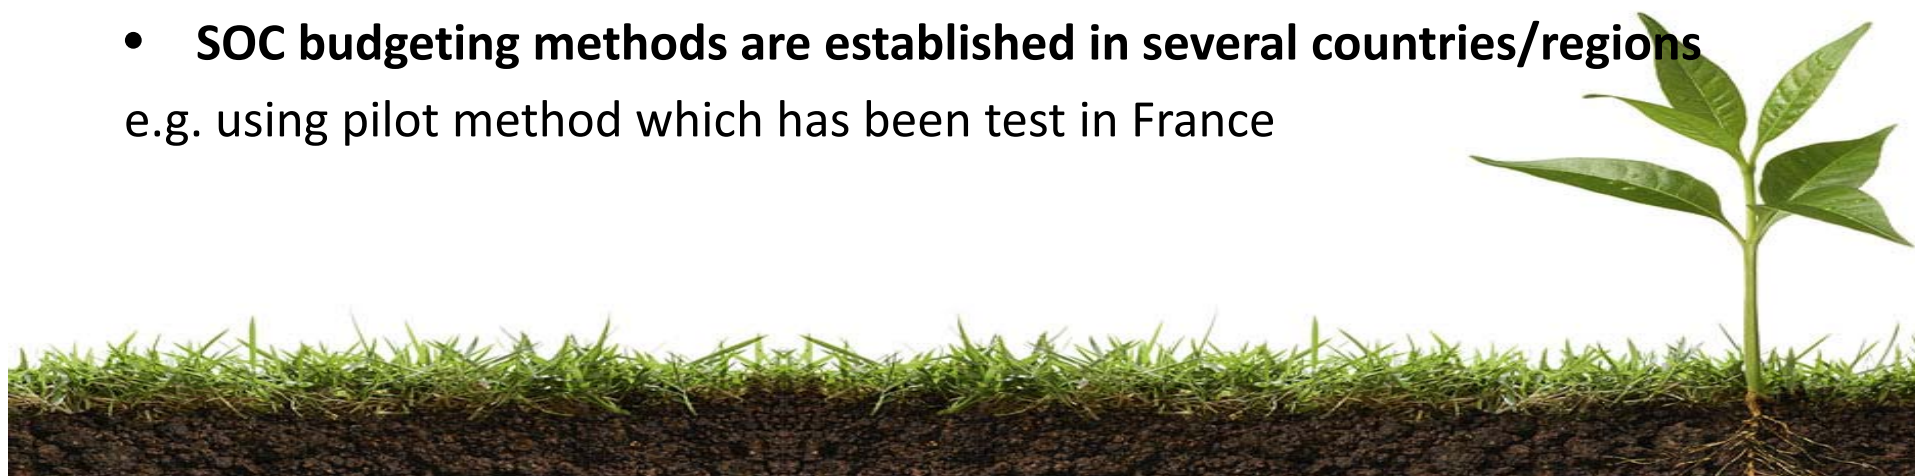 • SOC budgeting methods are established in several countries/regions
e.g. using pilot method which has been test in France